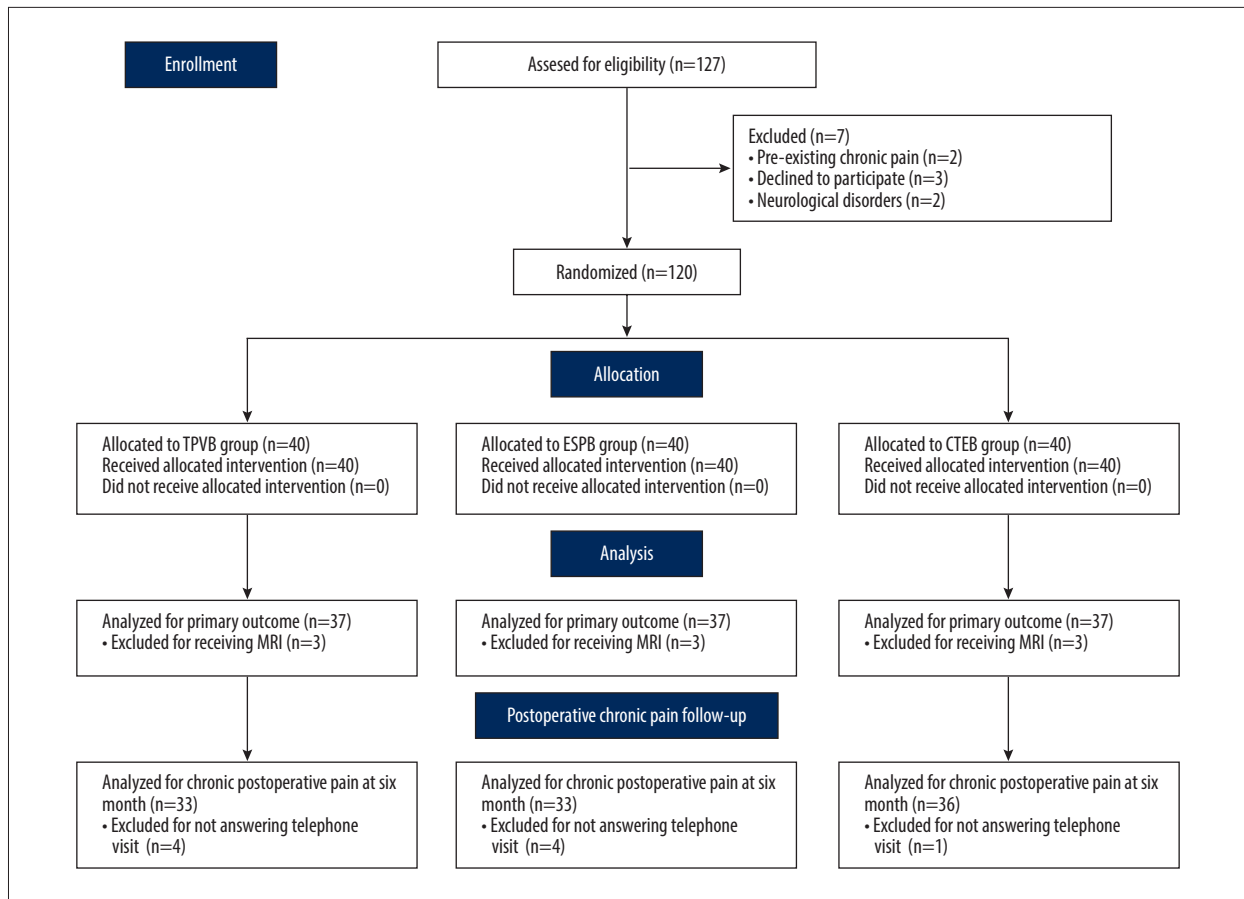 Enrollment
Assesed for eligibility (n=127)
Excluded (n=7)
• Pre-existing chronic pain (n=2)
• Declined to participate (n=3)
• Neurological disorders (n=2)
Randomized (n=120)
Allocation
Allocated to TPVB group (n=40)
Received allocated intervention (n=40)
Did not receive allocated intervention (n=0)
Allocated to ESPB group (n=40)
Received allocated intervention (n=40)
Did not receive allocated intervention (n=0)
Allocated to CTEB group (n=40)
Received allocated intervention (n=40)
Did not receive allocated intervention (n=0)
Analysis
Analyzed for primary outcome (n=37)
• Excluded for receiving MRI (n=3)
Analyzed for primary outcome (n=37)
• Excluded for receiving MRI (n=3)
Analyzed for primary outcome (n=37)
• Excluded for receiving MRI (n=3)
Postoperative chronic pain follow-up
Analyzed for chronic postoperative pain at six
month (n=33)
• Excluded for not answering telephone
visit (n=4)
Analyzed for chronic postoperative pain at six
month (n=33)
• Excluded for not answering telephone
visit (n=4)
Analyzed for chronic postoperative pain at six
month (n=36)
• Excluded for not answering telephone
visit (n=1)